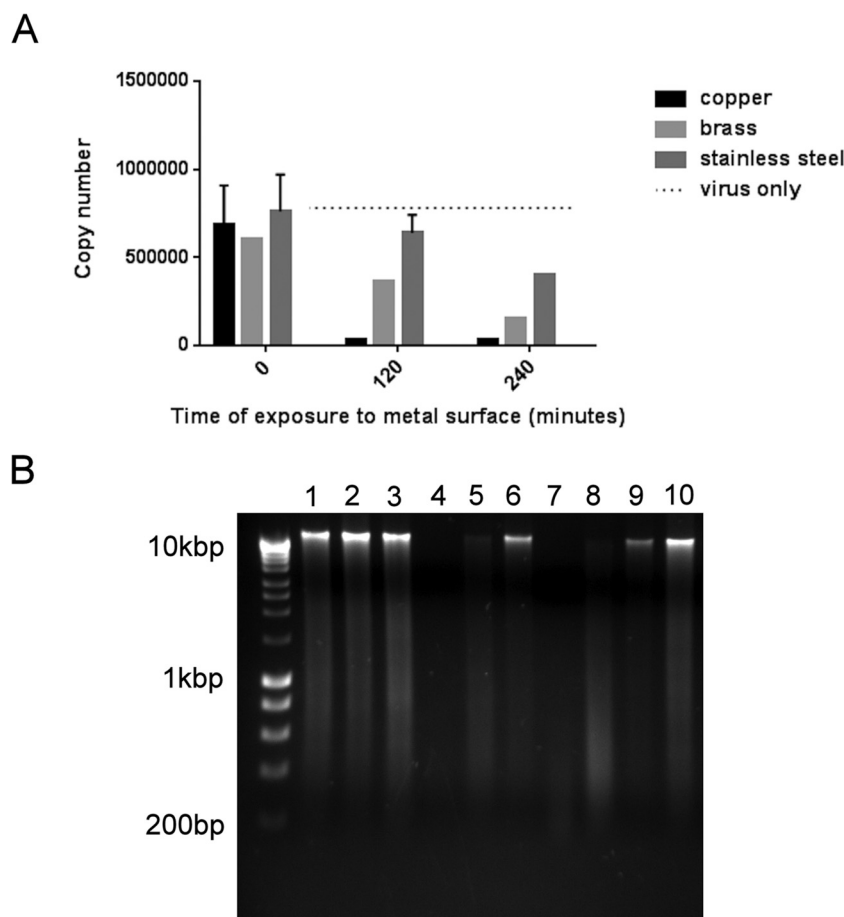 A
1500000
1000000
500000
0
Copy number
0
120
240
Time of exposure to metal surface (minutes)
copper
brass
stainless steel
virus only
B
1 2 3 4 5 6 7 8 9 10
10kbp
1kbp
200bp